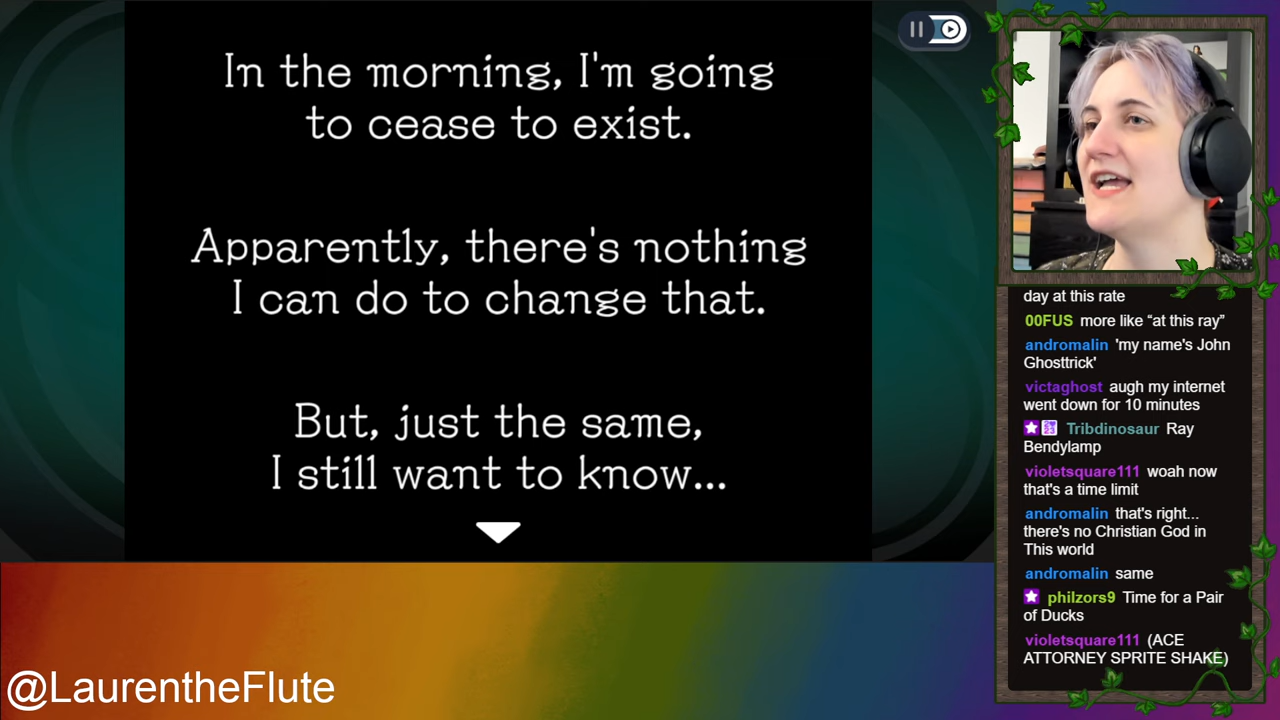 In the morning, I'm going
to cease to exist.
Apparently, there's nothing
I can do to change that.
But, just the same,
I still want to know...
day at this rate
00FUS more like “at this ray”
andromalin 'my name's John
Ghosttrick'
victaghost augh my internet
went down for 10 minutes
Tribdinosaur Ray
Bendylamp
violetsquare111 woah now
that's a time limit
andromalin that's right...
there's no Christian God in
This world
andromalin same
philzors9 Time for a Pair
of Ducks
violetsquare111 (ACE
ATTORNEY SPRITE SHAKE)
@LaurentheFlute